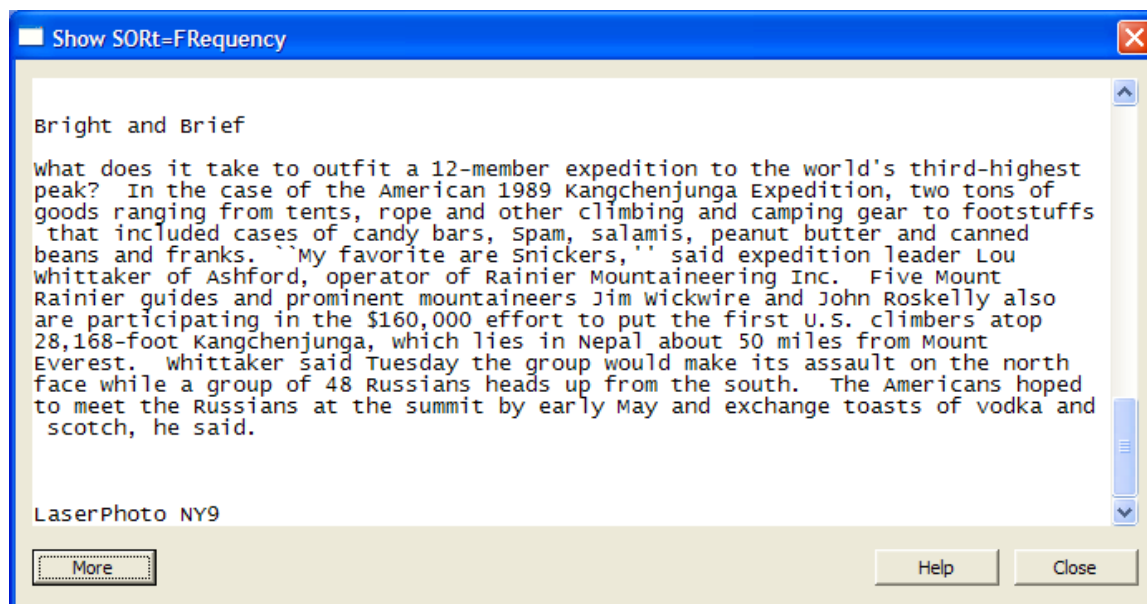 Show SORt=FRequency
Bright and Brief
What does it take to outfit a 12-member expedition to the world's third-highest
peak?  In the case of the American 1989 Kangchenjunga Expedition, two tons of
goods ranging from tents, rope and other climbing and camping gear to footstuffs
that included cases of candy bars, Spam, salamis, peanut butter and canned
beans and franks. ``My favorite are Snickers,'' said expedition leader Lou
Whittaker of Ashford, operator of Rainier Mountaineering Inc.  Five Mount
Rainier guides and prominent mountaineers Jim Wickwire and John Roskelly also
are participating in the $160,000 effort to put the first U.S. climbers atop
28,168-foot Kangchenjunga, which lies in Nepal about 50 miles from Mount
Everest.  Whittaker said Tuesday the group would make its assault on the north
face while a group of 48 Russians heads up from the south.  The Americans hoped
to meet the Russians at the summit by early May and exchange toasts of vodka and
scotch, he said.
LaserPhoto NY9
More
Help
Close